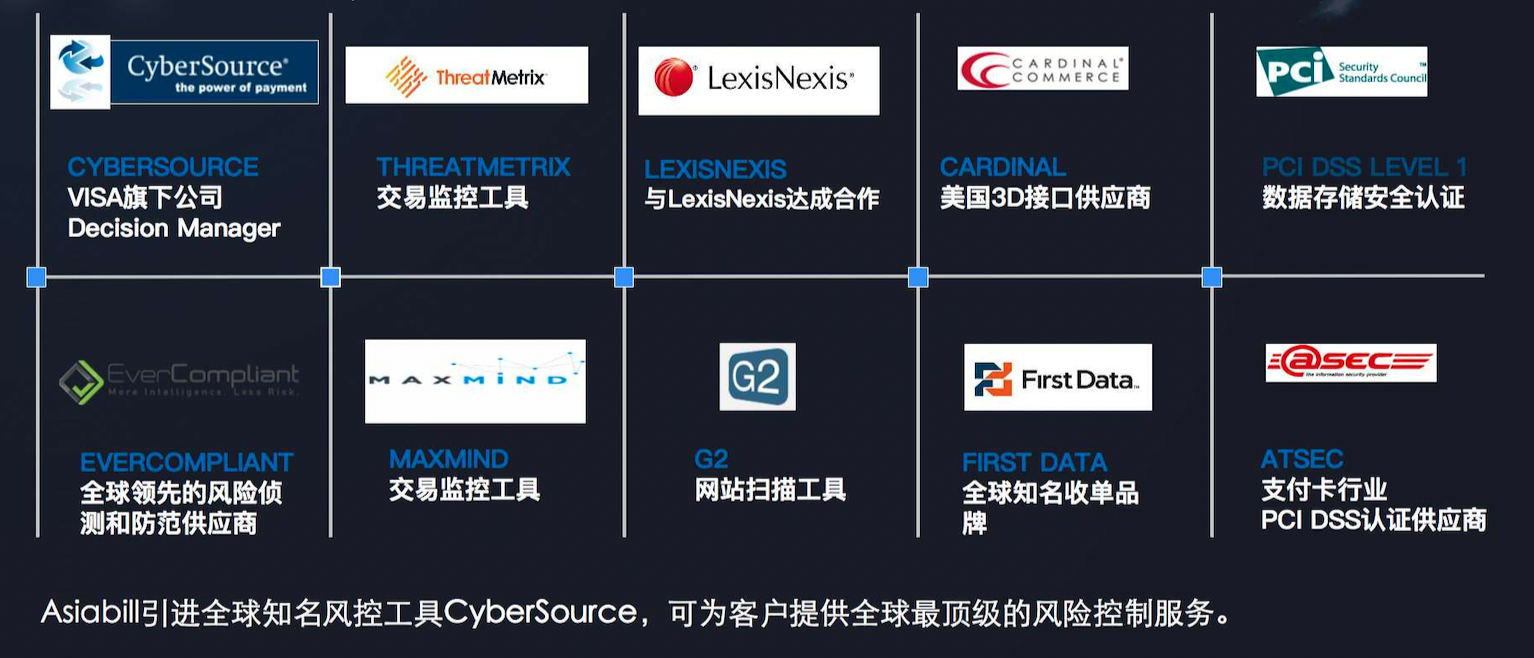 CyberSource®
the power of payment
ThreatMetrix
LexisNexis®
CARDINAL®
COMMERCE
PCI Security
Standards Council
CYBERSOURCE
VISA旗下公司
Decision Manager
THREATMETRIX
交易监控工具
LEXISNEXIS
与LexisNexis达成合作
CARDINAL
美国3D接口供应商
PCI DSS LEVEL 1
数据存储安全认证
EverCompliant
More Intelligence. Less Risk.
MAXMIND
G2
First Data™
@sec
the information security provider
EVERCOMPLIANT
全球领先的风险侦
测和防范供应商
MAXMIND
交易监控工具
G2
网站扫描工具
FIRST DATA
全球知名收单品
牌
ATSEC
支付卡行业
PCI DSS认证供应商
Asiabill引进全球知名风控工具CyberSource，可为客户提供全球最顶级的风险控制服务。